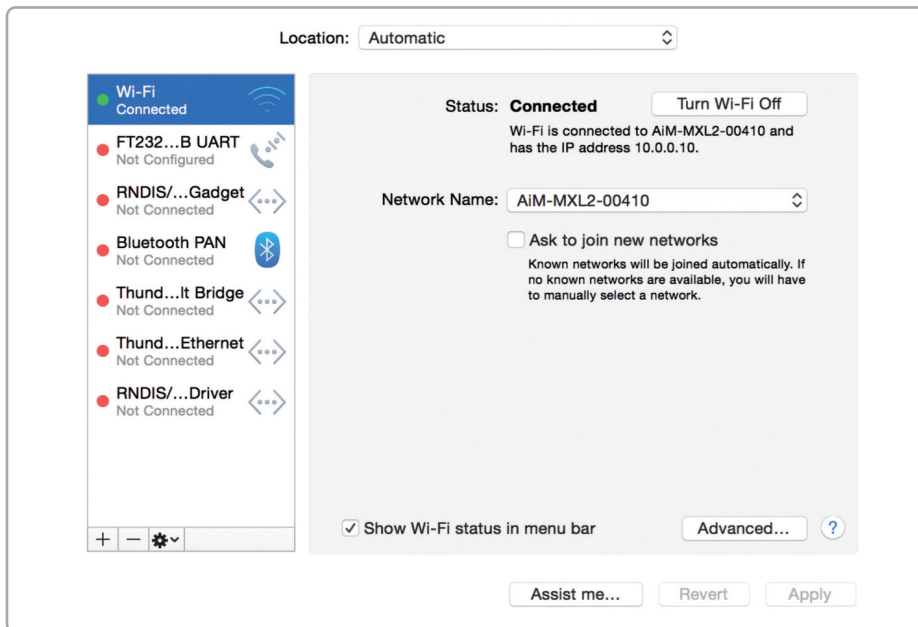 Location: Automatic
Wi-Fi
Connected
FT232...B UART
Not Configured
RNDIS/...Gadget
Not Connected
Bluetooth PAN
Not Connected
Thund...lt Bridge
Not Connected
Thund...Ethernet
Not Connected
RNDIS/...Driver
Not Connected
Status: Connected
Turn Wi-Fi Off
Wi-Fi is connected to AiM-MXL2-00410 and
has the IP address 10.0.0.10.
Network Name: AiM-MXL2-00410
Ask to join new networks
Known networks will be joined automatically. If
no known networks are available, you will have
to manually select a network.
Show Wi-Fi status in menu bar
Advanced...
?
Assist me...
Revert
Apply